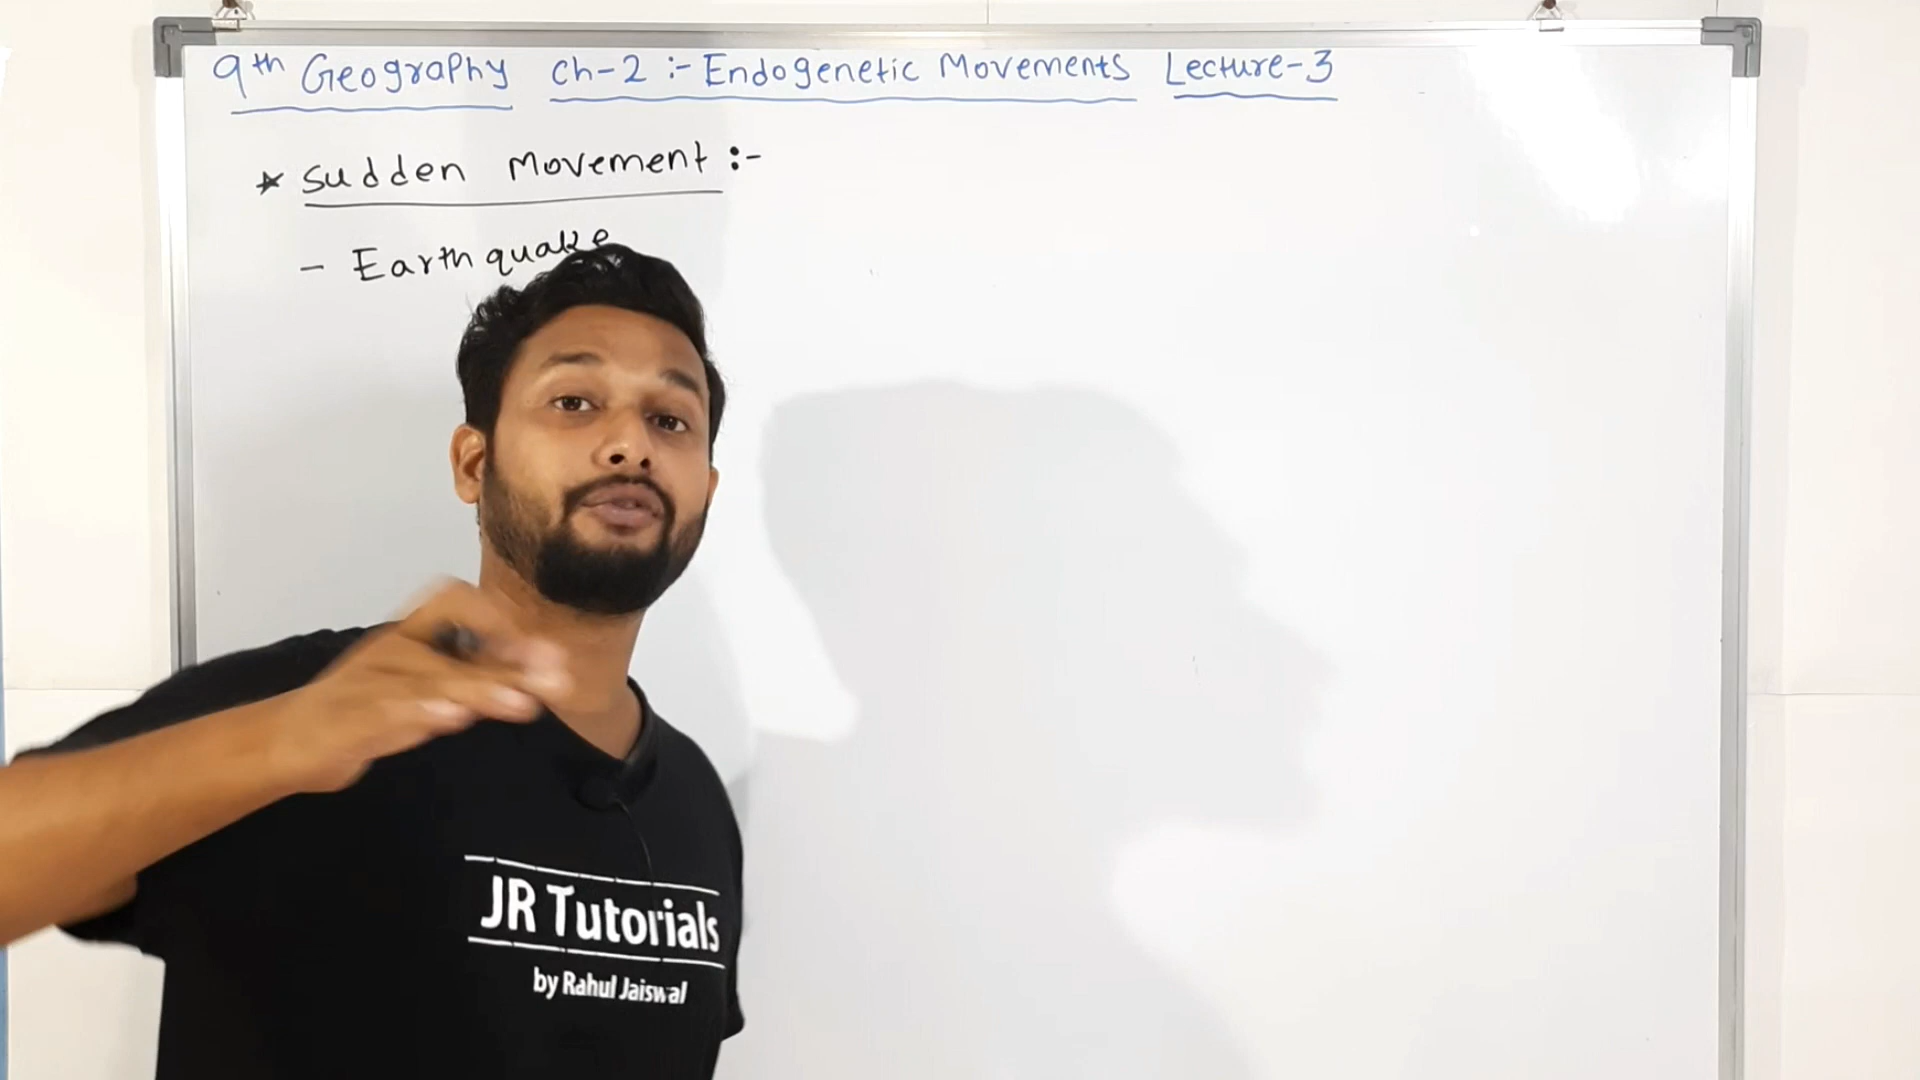 9th Geography Ch-2 :- Endogenetic Movements Lecture-3
* Sudden Movement :-
- Earthquake
JR Tutorials
by Rahul Jaiswal